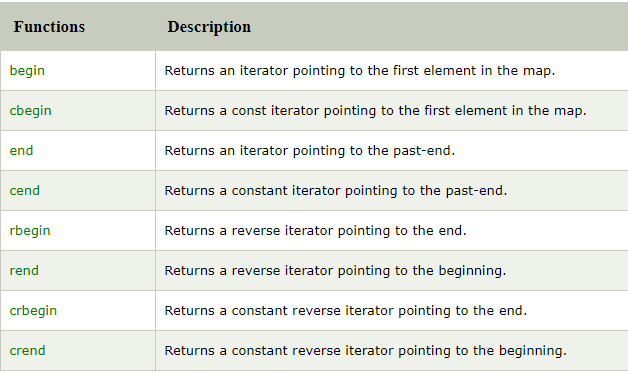 Functions Description
begin Returns an iterator pointing to the first element in the map.
cbegin Returns a const iterator pointing to the first element in the map.
end Returns an iterator pointing to the past-end.
cend Returns a constant iterator pointing to the past-end.
rbegin Returns a reverse iterator pointing to the end.
rend Returns a reverse iterator pointing to the beginning.
crbegin Returns a constant reverse iterator pointing to the end.
crend Returns a constant reverse iterator pointing to the beginning.